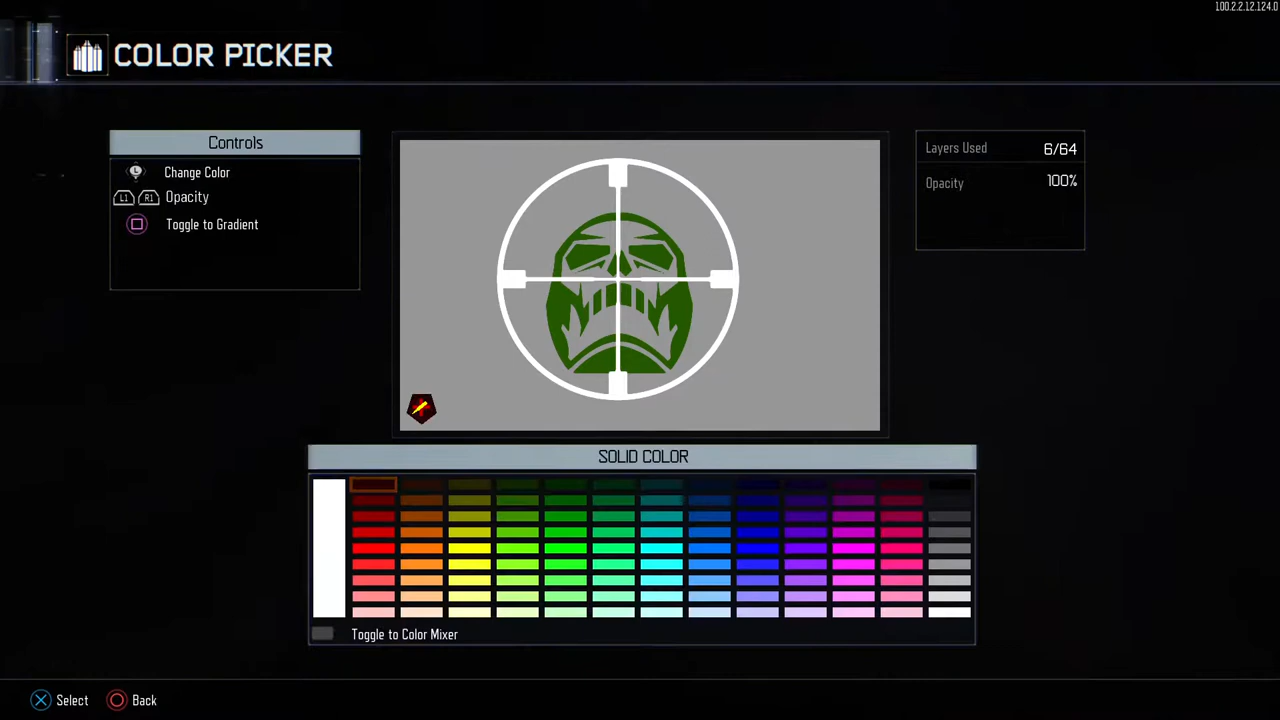 100.2.2.12.124.0
COLOR PICKER
Controls
L Change Color
L1 R1 Opacity
Toggle to Gradient
Layers Used 6/64
Opacity 100%
SOLID COLOR
Toggle to Color Mixer
Select Back